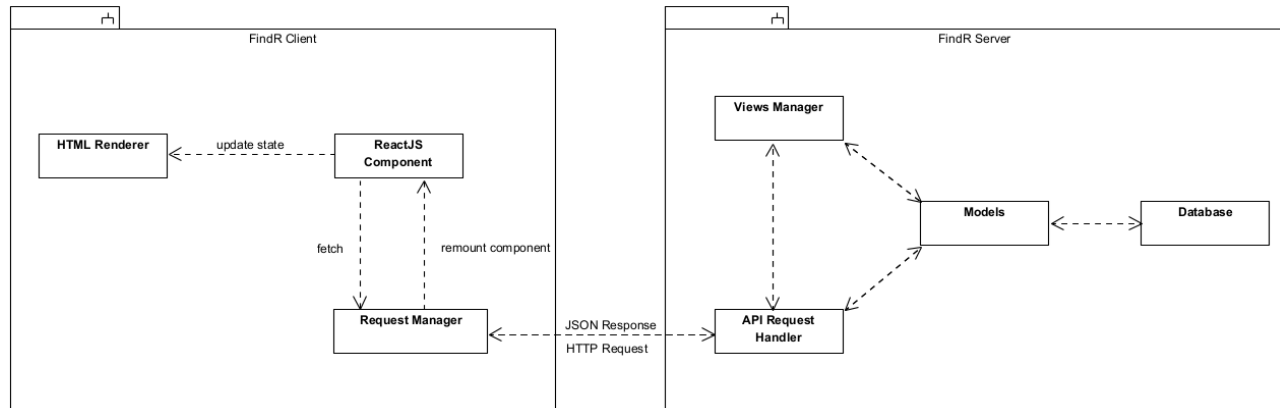 FindR Client
FindR Server
Views Manager
HTML Renderer
update state
ReactJS
Component
Models
Database
fetch
remount component
Request Manager
JSON Response
HTTP Request
API Request
Handler